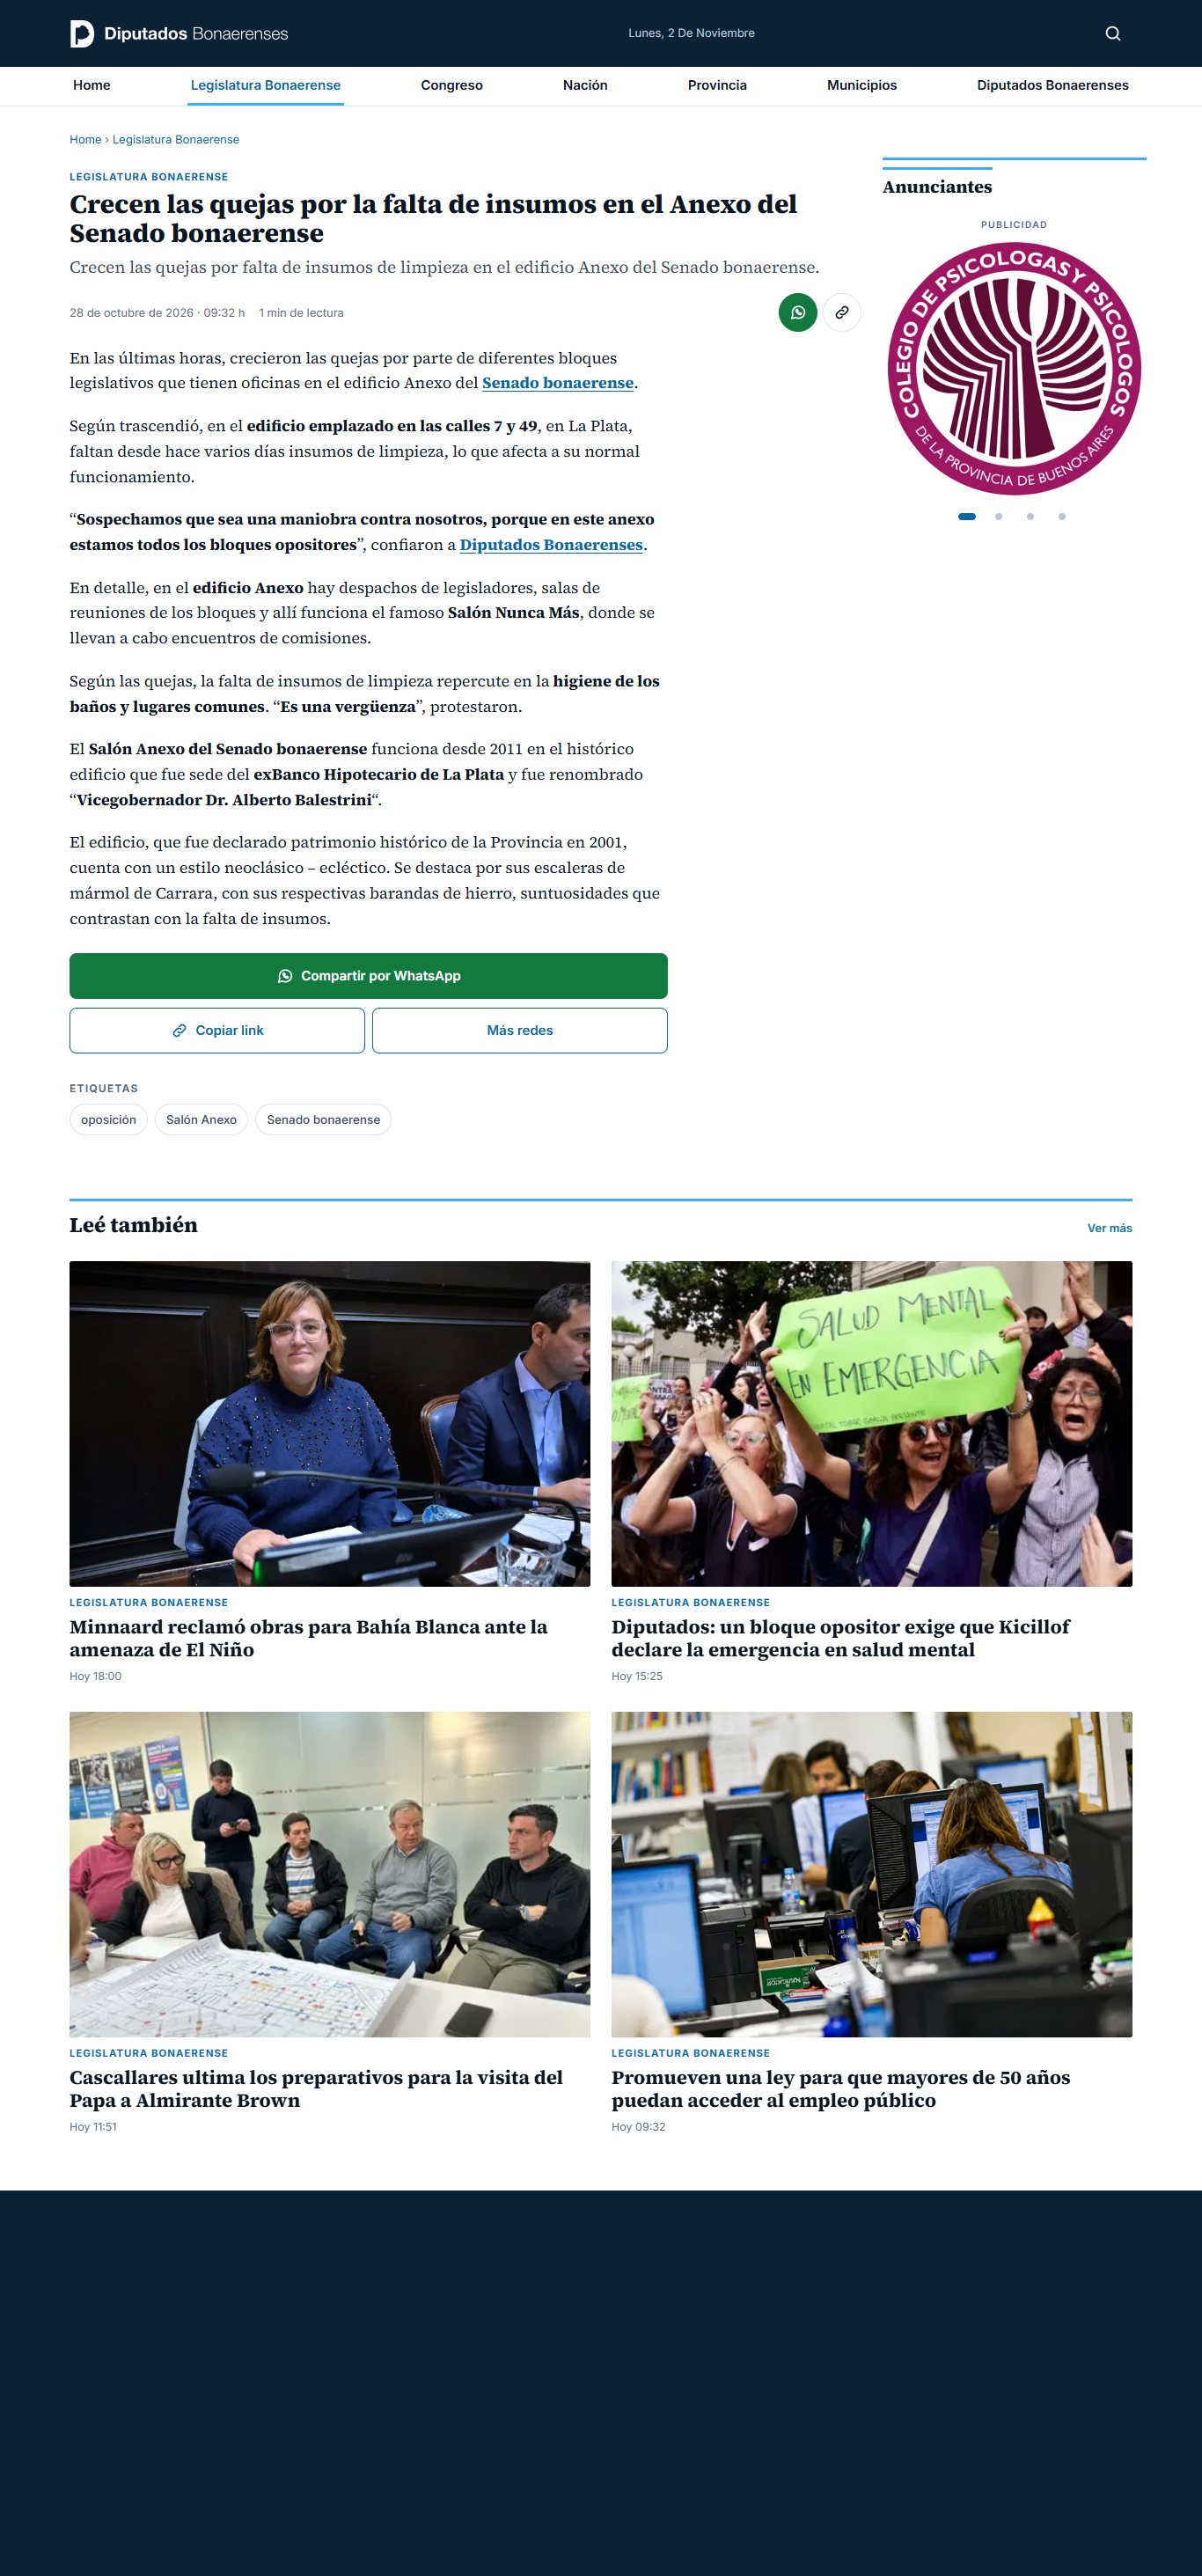 Diputados Bonaerenses
Lunes, 2 De Noviembre
Home
Legislatura Bonaerense
Congreso
Nación
Provincia
Municipios
Diputados Bonaerenses
Home › Legislatura Bonaerense
LEGISLATURA BONAERENSE
Crecen las quejas por la falta de insumos en el Anexo del
Senado bonaerense
Crecen las quejas por falta de insumos de limpieza en el edificio Anexo del Senado bonaerense.
28 de octubre de 2026 · 09:32 h
1 min de lectura
En las últimas horas, crecieron las quejas por parte de diferentes bloques
legislativos que tienen oficinas en el edificio Anexo del Senado bonaerense.
Según trascendió, en el edificio emplazado en las calles 7 y 49, en La Plata,
faltan desde hace varios días insumos de limpieza, lo que afecta a su normal
funcionamiento.
“Sospechamos que sea una maniobra contra nosotros, porque en este anexo
estamos todos los bloques opositores”, confiaron a Diputados Bonaerenses.
En detalle, en el edificio Anexo hay despachos de legisladores, salas de
reuniones de los bloques y allí funciona el famoso Salón Nunca Más, donde se
llevan a cabo encuentros de comisiones.
Según las quejas, la falta de insumos de limpieza repercute en la higiene de los
baños y lugares comunes. “Es una vergüenza”, protestaron.
El Salón Anexo del Senado bonaerense funciona desde 2011 en el histórico
edificio que fue sede del exBanco Hipotecario de La Plata y fue renombrado
“Vicegobernador Dr. Alberto Balestrini“.
El edificio, que fue declarado patrimonio histórico de la Provincia en 2001,
cuenta con un estilo neoclásico – ecléctico. Se destaca por sus escaleras de
mármol de Carrara, con sus respectivas barandas de hierro, suntuosidades que
contrastan con la falta de insumos.
Compartir por WhatsApp
Copiar link
Más redes
ETIQUETAS
oposición
Salón Anexo
Senado bonaerense
Anunciantes
PUBLICIDAD
COLEGIO DE PSICOLOGAS Y PSICOLOGOS
DE LA PROVINCIA DE BUENOS AIRES
Leé también
Ver más
LEGISLATURA BONAERENSE
Minnaard reclamó obras para Bahía Blanca ante la
amenaza de El Niño
Hoy 18:00
SALUD MENTAL
EN EMERGENCIA
LEGISLATURA BONAERENSE
Diputados: un bloque opositor exige que Kicillof
declare la emergencia en salud mental
Hoy 15:25
LEGISLATURA BONAERENSE
Cascallares ultima los preparativos para la visita del
Papa a Almirante Brown
Hoy 11:51
LEGISLATURA BONAERENSE
Promueven una ley para que mayores de 50 años
puedan acceder al empleo público
Hoy 09:32